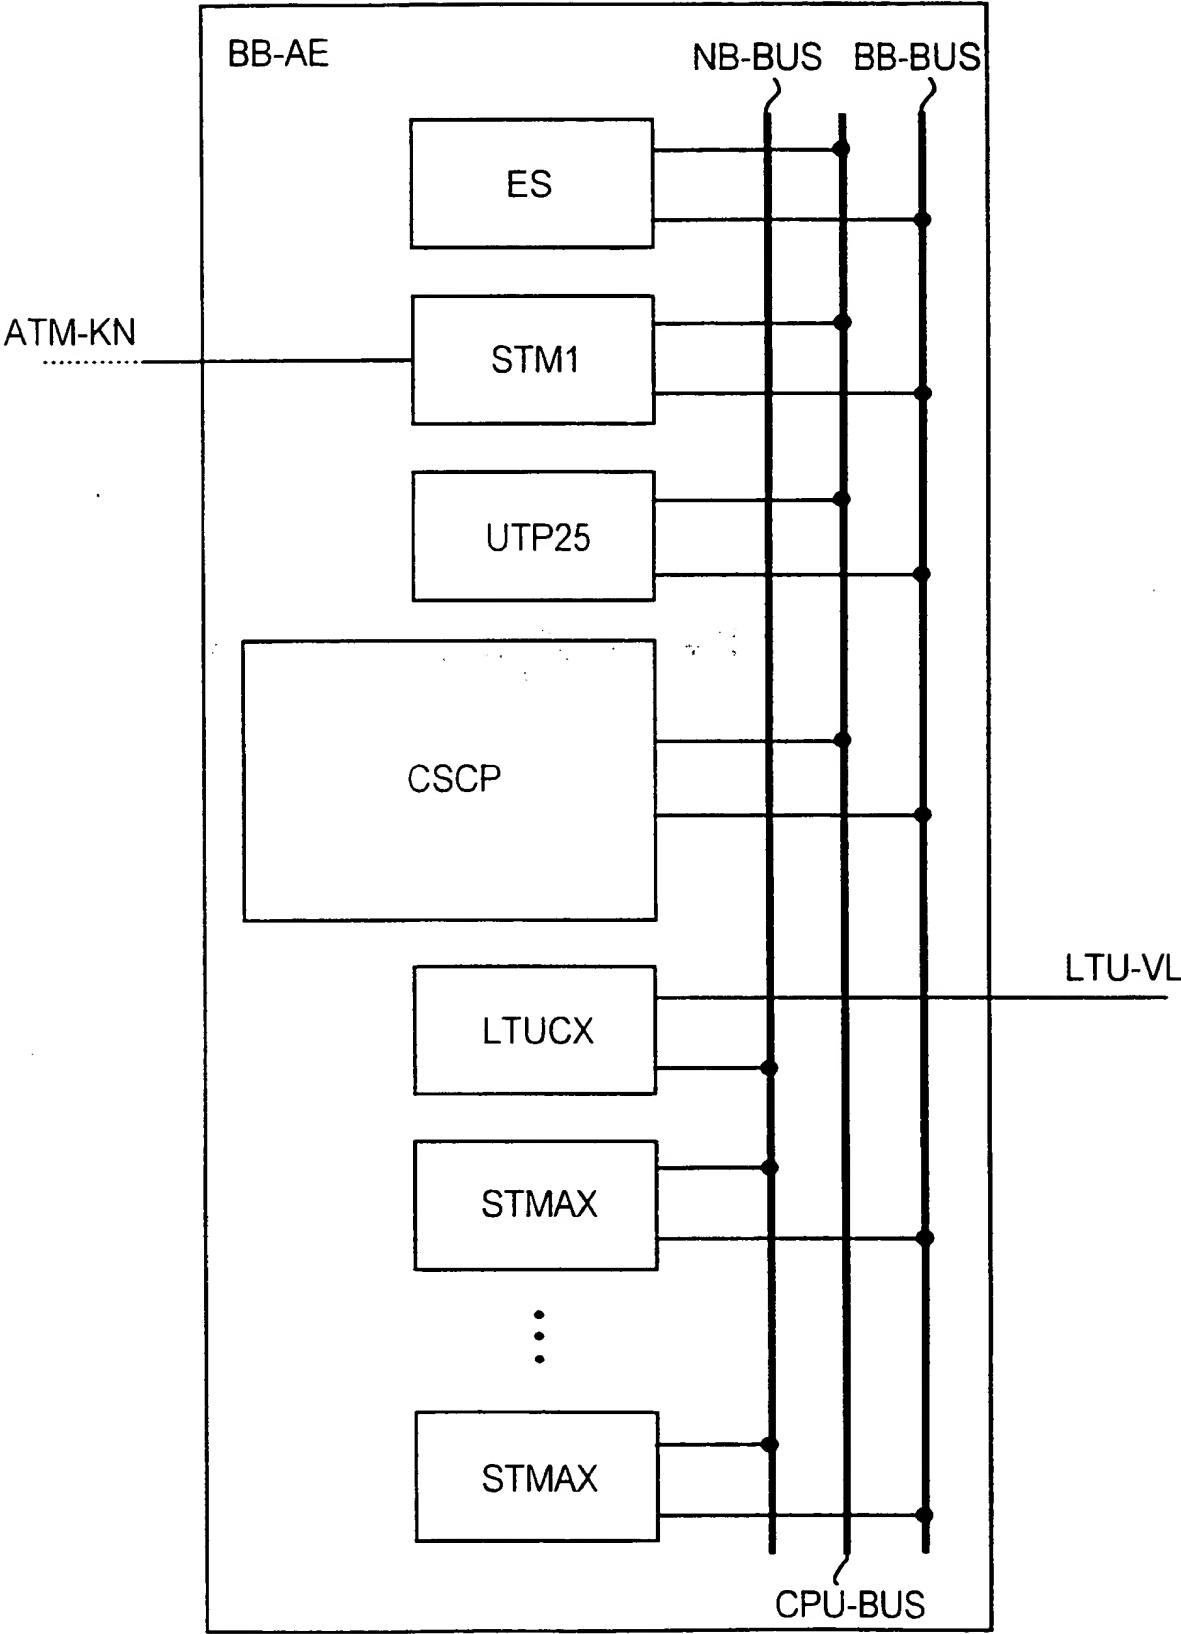 BB-AE
NB-BUS
BB-BUS
ES
ATM-KN
STM1
UTP25
CSCP
LTU-VL
LTUCX
STMAX
STMAX
CPU-BUS